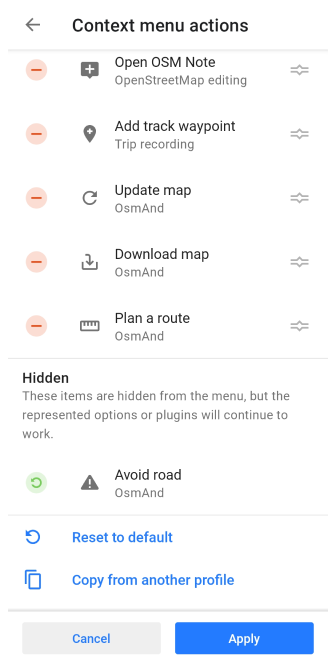 Context menu actions
Open OSM Note
OpenStreetMap editing
Add track waypoint
Trip recording
Update map
OsmAnd
Download map
OsmAnd
Plan a route
OsmAnd
Hidden
These items are hidden from the menu, but the
represented options or plugins will continue to
work.
Avoid road
OsmAnd
Reset to default
Copy from another profile
Cancel
Apply